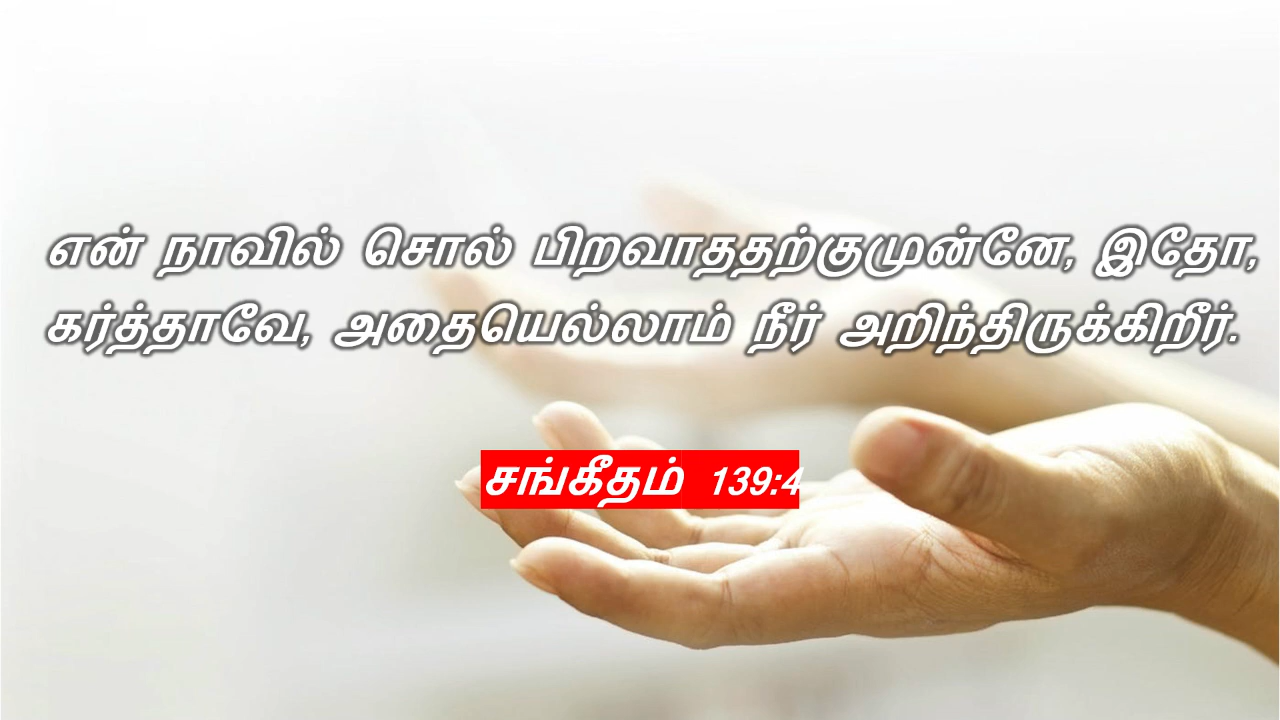 என் நாவில் சொல் பிறவாததற்குமுன்னே, இதோ,
கர்த்தாவே, அதையெல்லாம் நீர் அறிந்திருக்கிறீர்.
சங்கீதம் 139:4